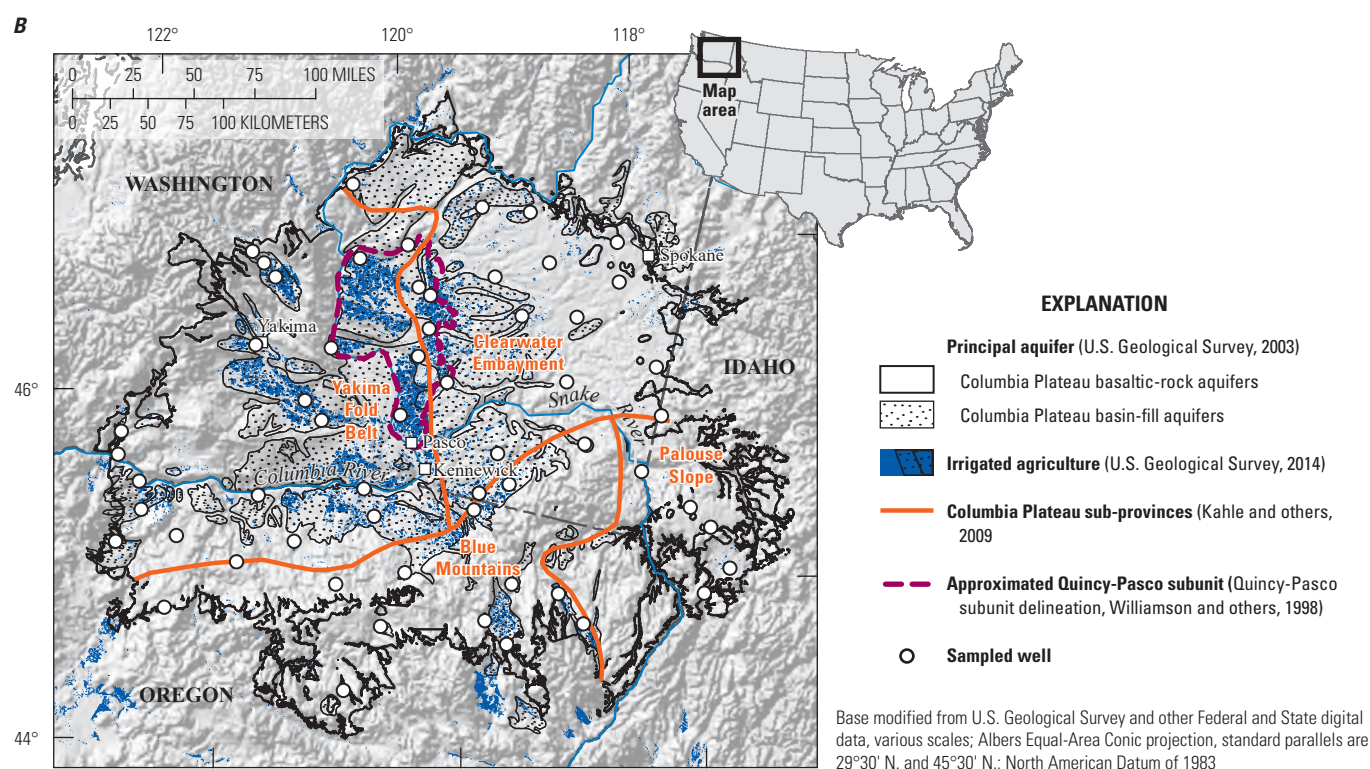 B
122°
120°
118°
0 25 50 75 100 MILES
0 25 50 75 100 KILOMETERS
Map
area
WASHINGTON
Spokane
Yakima
Clearwater
Embayment
IDAHO
46°
Yakima
Fold
Belt
Snake
River
Pasco
Kennewick
Columbia River
Palouse
Slope
Blue
Mountains
OREGON
44°
EXPLANATION
Principal aquifer (U.S. Geological Survey, 2003)
Columbia Plateau basaltic-rock aquifers
Columbia Plateau basin-fill aquifers
Irrigated agriculture (U.S. Geological Survey, 2014)
Columbia Plateau sub-provinces (Kahle and others,
2009
Approximated Quincy-Pasco subunit (Quincy-Pasco
subunit delineation, Williamson and others, 1998)
Sampled well
Base modified from U.S. Geological Survey and other Federal and State digital
data, various scales; Albers Equal-Area Conic projection, standard parallels are
29°30' N. and 45°30' N.; North American Datum of 1983